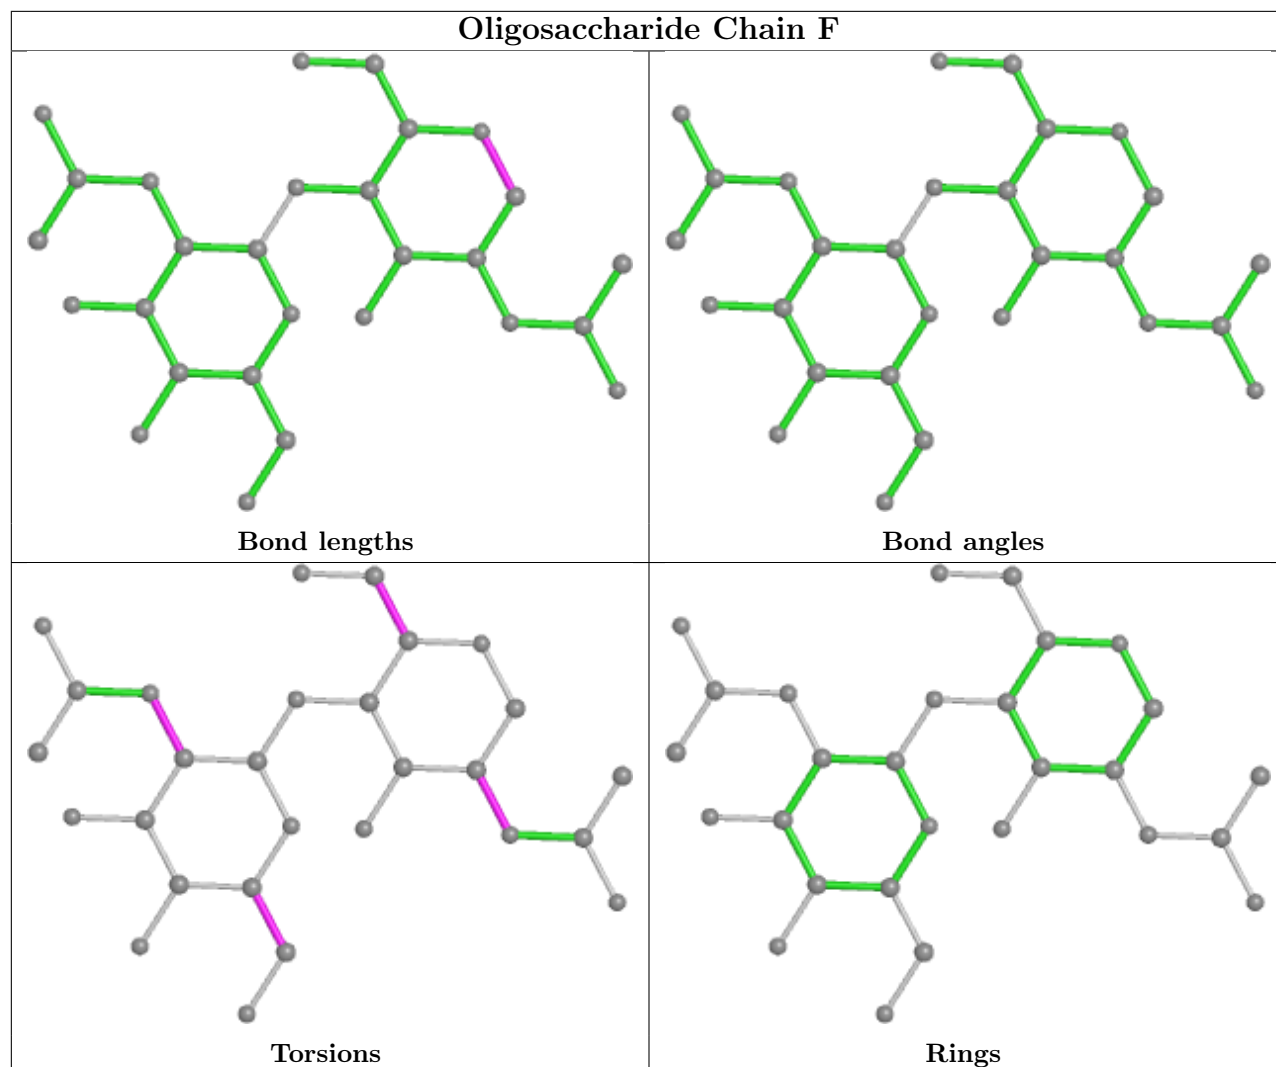 Oligosaccharide Chain F
Bond lengths
Bond angles
Torsions
Rings